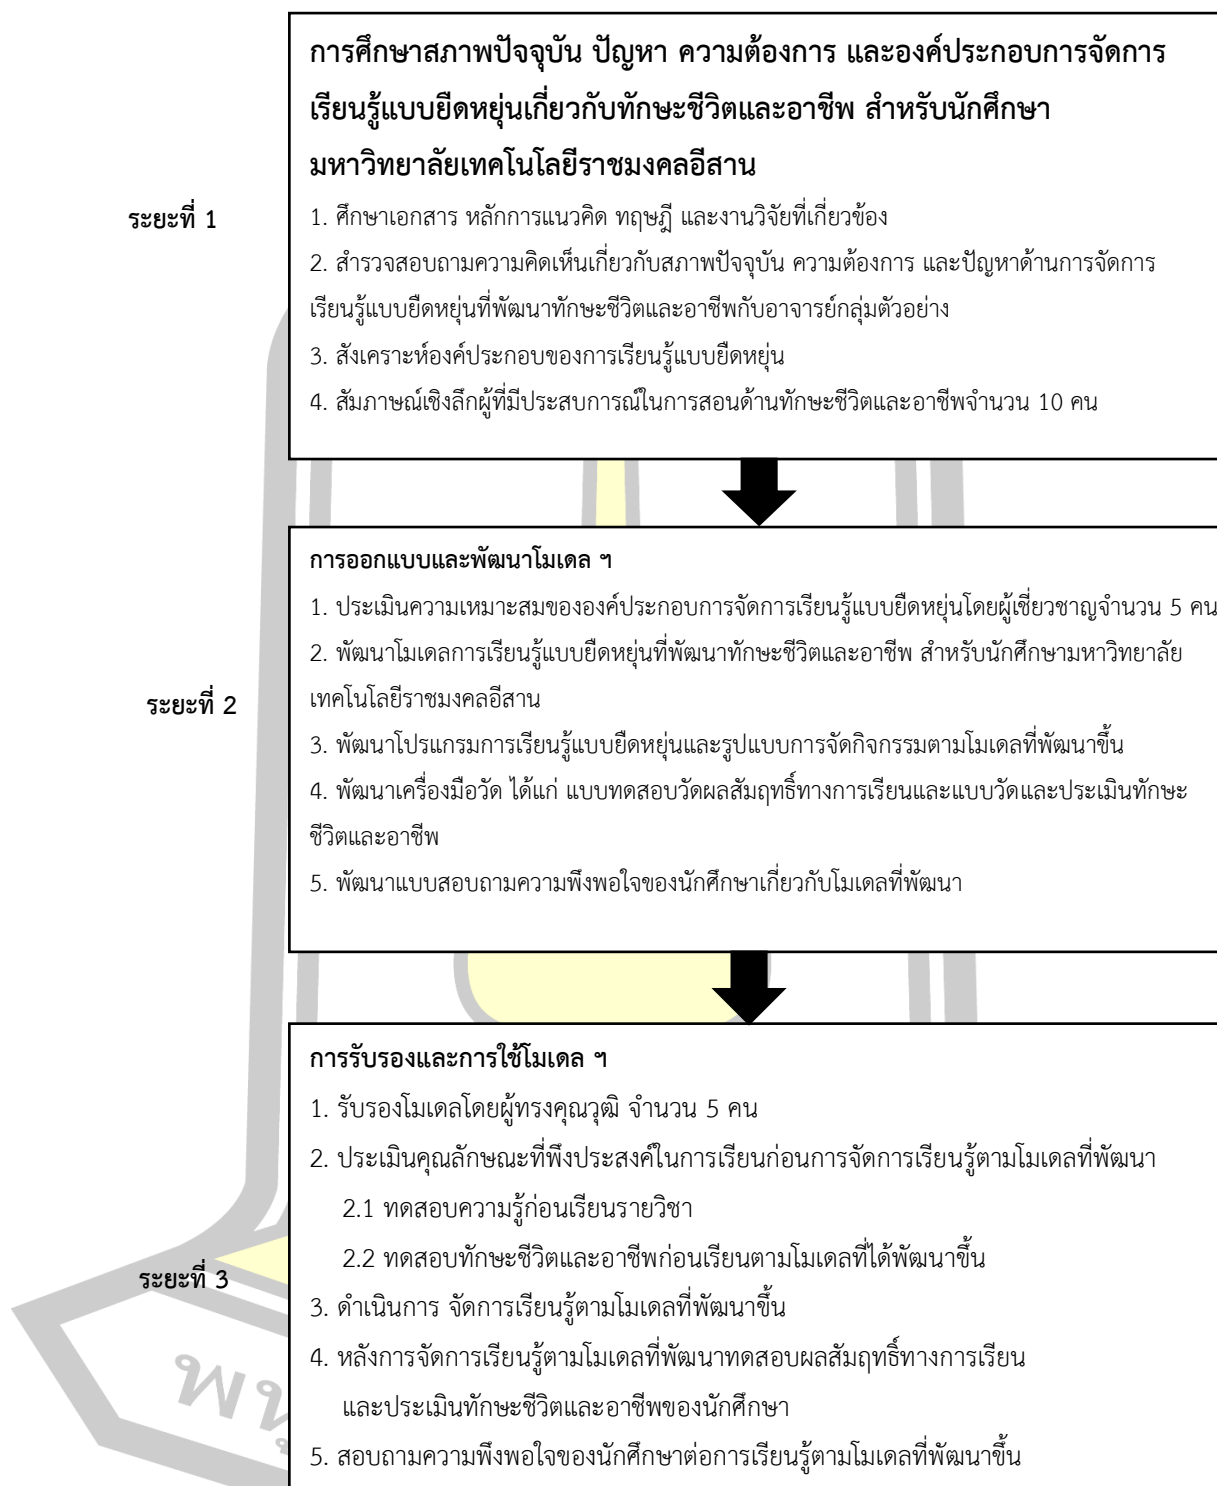 การศึกษาสภาพปัจจุบัน ปัญหา ความต้องการ และองค์ประกอบการจัดการ
เรียนรู้แบบยืดหยุ่นเกี่ยวกับทักษะชีวิตและอาชีพ สำหรับนักศึกษา
มหาวิทยาลัยเทคโนโลยีราชมงคลอีสาน
ระยะที่ 1
1. ศึกษาเอกสาร หลักการแนวคิด ทฤษฎี และงานวิจัยที่เกี่ยวข้อง
2. สำรวจสอบถามความคิดเห็นเกี่ยวกับสภาพปัจจุบัน ความต้องการ และปัญหาด้านการจัดการ
เรียนรู้แบบยืดหยุ่นที่พัฒนาทักษะชีวิตและอาชีพกับอาจารย์กลุ่มตัวอย่าง
3. สังเคราะห์องค์ประกอบของการเรียนรู้แบบยืดหยุ่น
4. สัมภาษณ์เชิงลึกผู้ที่มีประสบการณ์ในการสอนด้านทักษะชีวิตและอาชีพจำนวน 10 คน
การออกแบบและพัฒนาโมเดล ฯ
1. ประเมินความเหมาะสมขององค์ประกอบการจัดการเรียนรู้แบบยืดหยุ่นโดยผู้เชี่ยวชาญจำนวน 5 คน
2. พัฒนาโมเดลการเรียนรู้แบบยืดหยุ่นที่พัฒนาทักษะชีวิตและอาชีพ สำหรับนักศึกษามหาวิทยาลัย
เทคโนโลยีราชมงคลอีสาน
ระยะที่ 2
3. พัฒนาโปรแกรมการเรียนรู้แบบยืดหยุ่นและรูปแบบการจัดกิจกรรมตามโมเดลที่พัฒนาขึ้น
4. พัฒนาเครื่องมือวัด ได้แก่ แบบทดสอบวัดผลสัมฤทธิ์ทางการเรียนและแบบวัดและประเมินทักษะ
ชีวิตและอาชีพ
5. พัฒนาแบบสอบถามความพึงพอใจของนักศึกษาเกี่ยวกับโมเดลที่พัฒนา
การรับรองและการใช้โมเดล ฯ
1. รับรองโมเดลโดยผู้ทรงคุณวุฒิ จำนวน 5 คน
2. ประเมินคุณลักษณะที่พึงประสงค์ในการเรียนก่อนการจัดการเรียนรู้ตามโมเดลที่พัฒนา
2.1 ทดสอบความรู้ก่อนเรียนรายวิชา
2.2 ทดสอบทักษะชีวิตและอาชีพก่อนเรียนตามโมเดลที่ได้พัฒนาขึ้น
ระยะที่ 3
3. ดำเนินการ จัดการเรียนรู้ตามโมเดลที่พัฒนาขึ้น
4. หลังการจัดการเรียนรู้ตามโมเดลที่พัฒนาทดสอบผลสัมฤทธิ์ทางการเรียน
และประเมินทักษะชีวิตและอาชีพของนักศึกษา
5. สอบถามความพึงพอใจของนักศึกษาต่อการเรียนรู้ตามโมเดลที่พัฒนาขึ้น